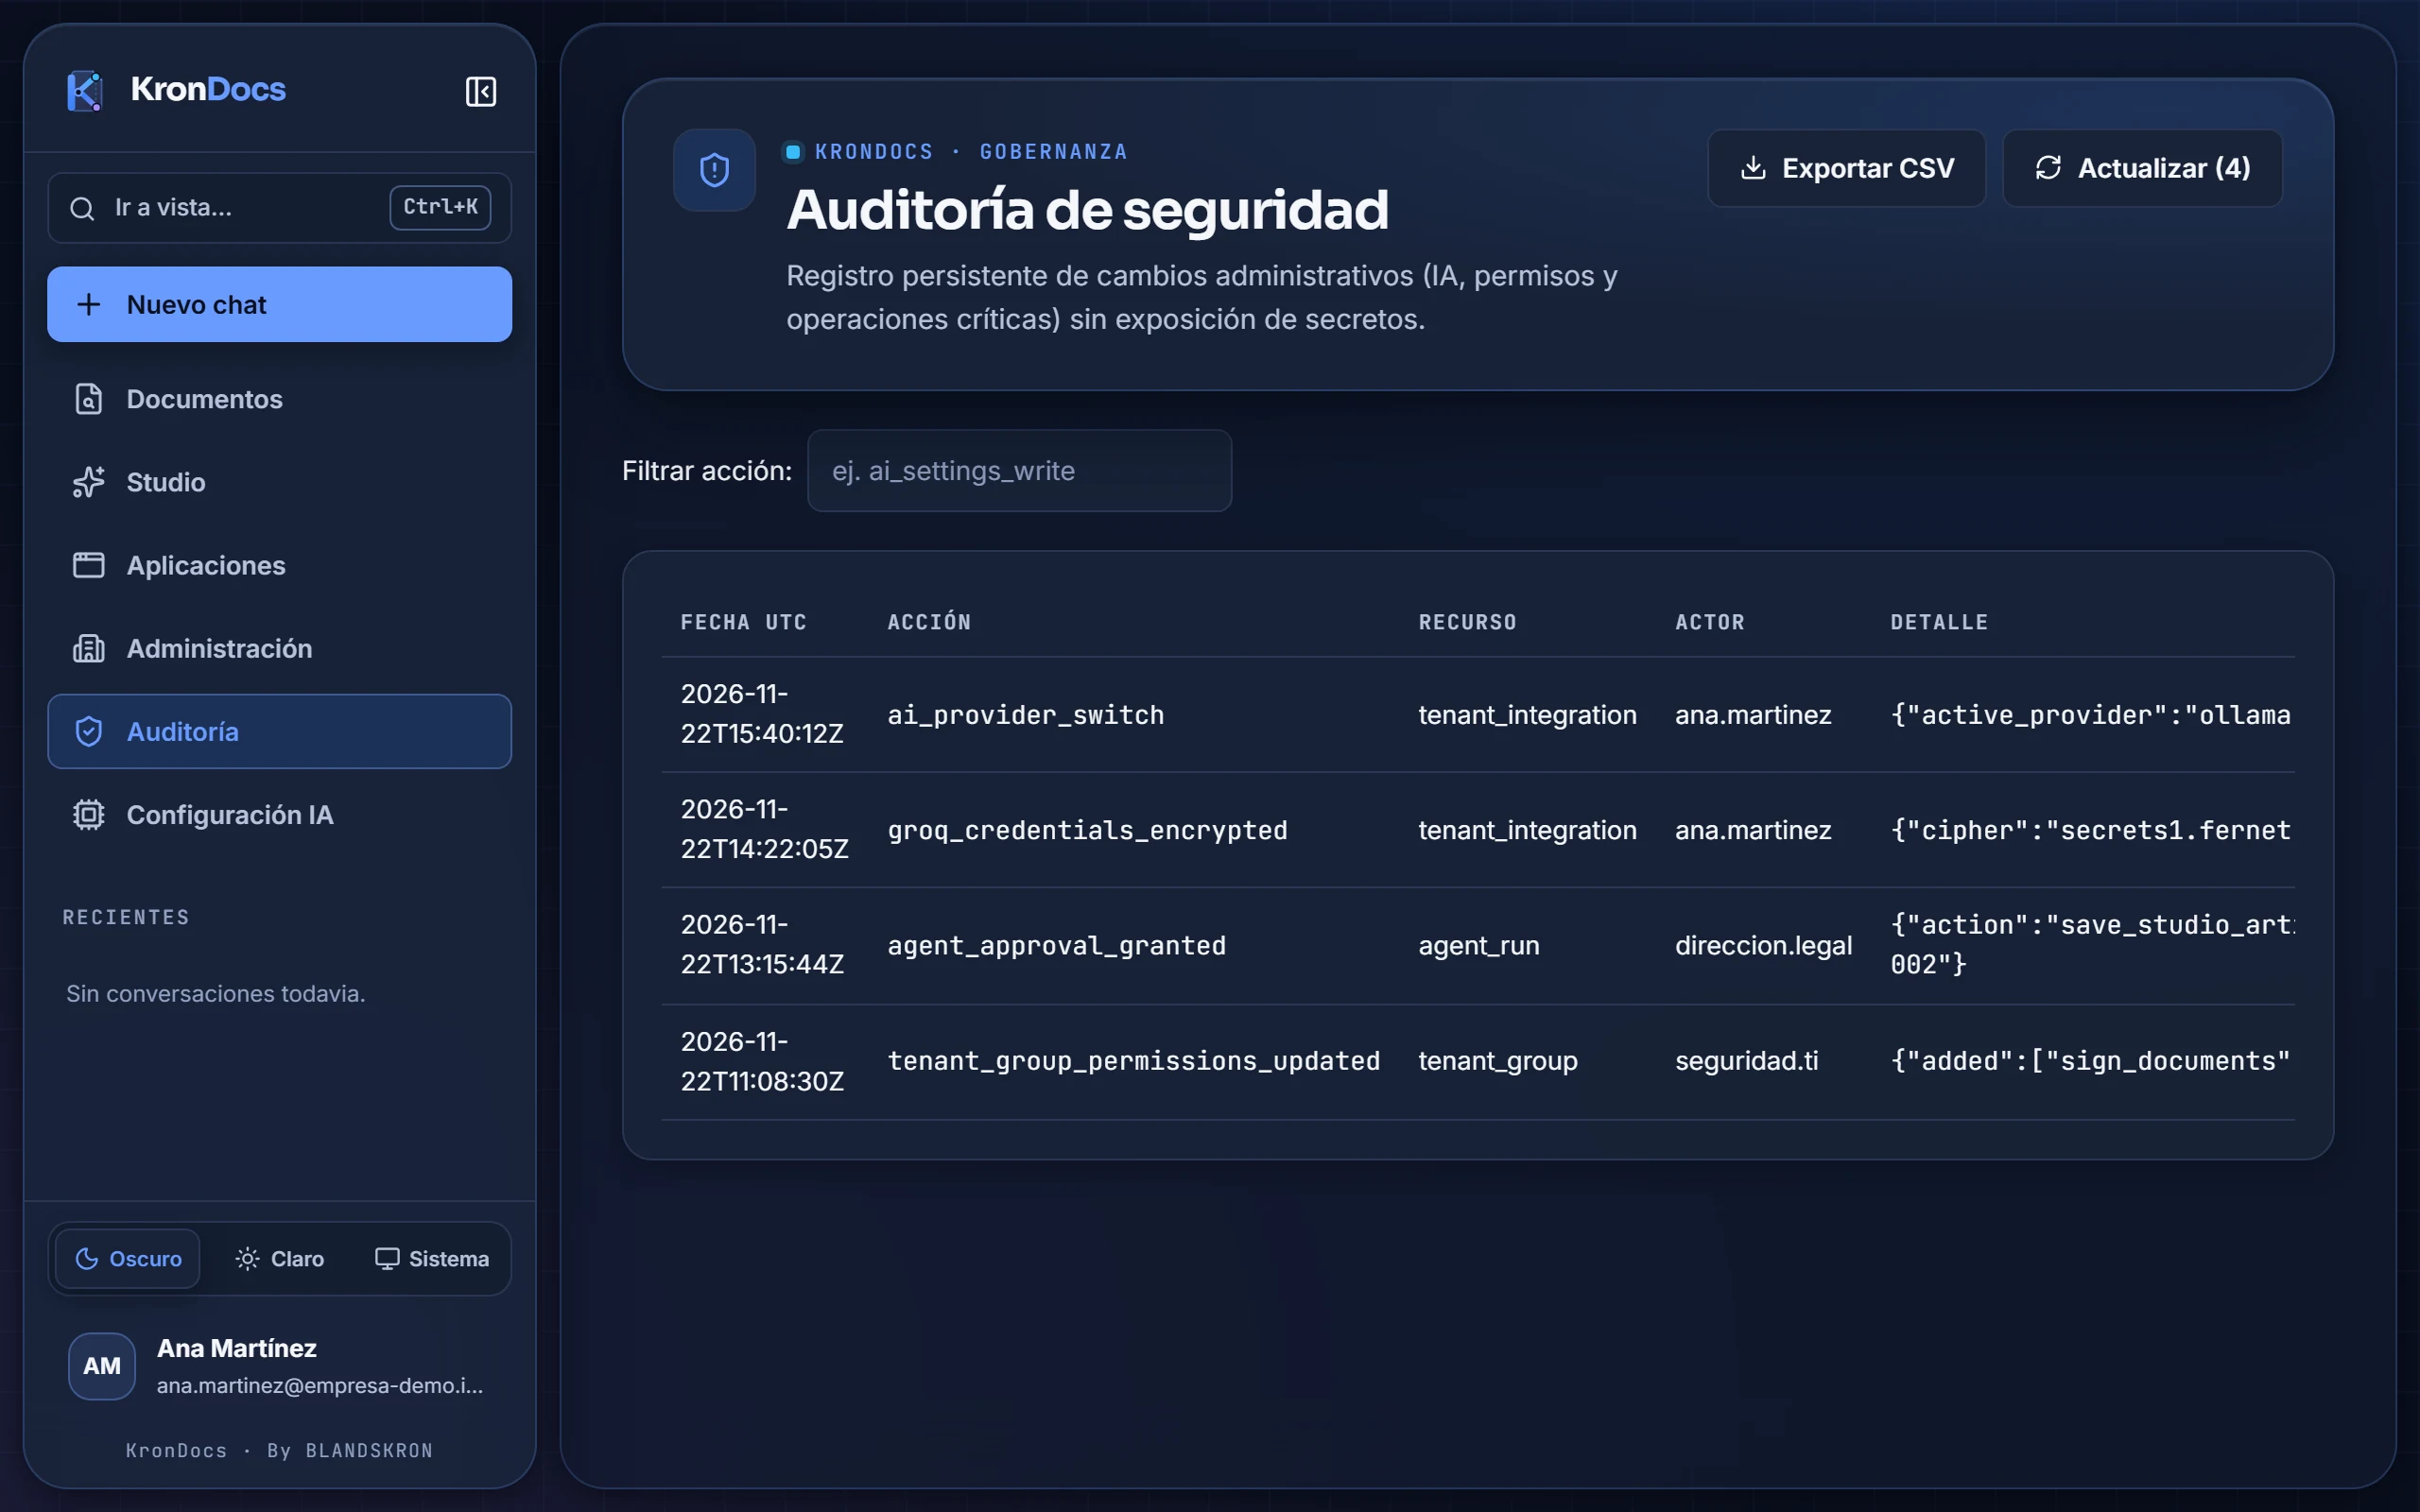 KronDocs
Ir a vista... Ctrl+K
Nuevo chat
Documentos
Studio
Aplicaciones
Administración
Auditoría
Configuración IA
RECIENTES
Sin conversaciones todavia.
Oscuro Claro Sistema
AM
Ana Martínez
ana.martinez@empresa-demo.i...
KronDocs · By BLANDSKRON
KRONDOCS · GOBERNANZA
Auditoría de seguridad
Registro persistente de cambios administrativos (IA, permisos y
operaciones críticas) sin exposición de secretos.
Exportar CSV
Actualizar (4)
Filtrar acción: ej. ai_settings_write
FECHA UTC ACCIÓN RECURSO ACTOR DETALLE
2026-11-
22T15:40:12Z ai_provider_switch tenant_integration ana.martinez {"active_provider":"ollama
2026-11-
22T14:22:05Z groq_credentials_encrypted tenant_integration ana.martinez {"cipher":"secrets1.fernet
2026-11-
22T13:15:44Z agent_approval_granted agent_run direccion.legal {"action":"save_studio_art
002"}
2026-11-
22T11:08:30Z tenant_group_permissions_updated tenant_group seguridad.ti {"added":["sign_documents"